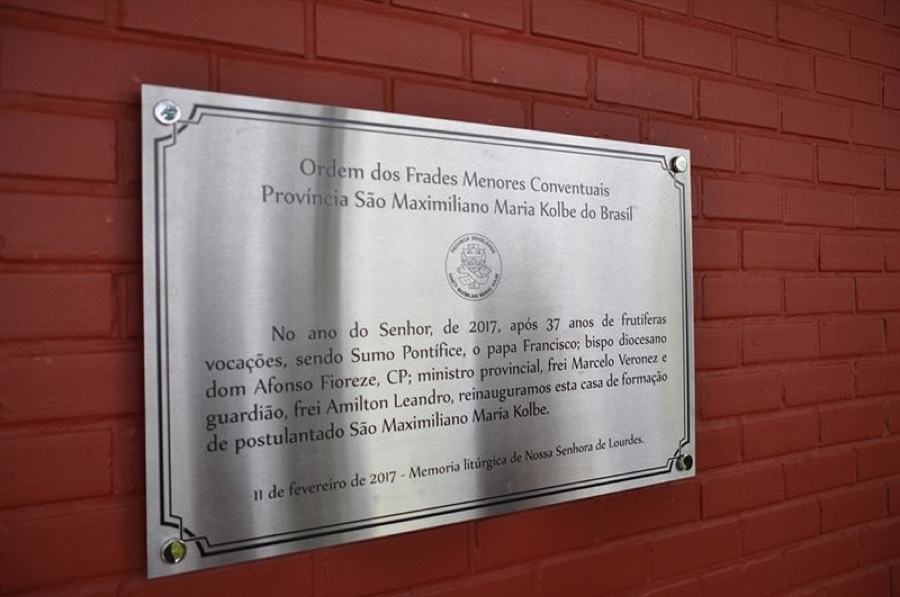 Ordem dos Frades Menores Conventuais
Província São Maximiliano Maria Kolbe do Brasil
No ano do Senhor, de 2017, após 37 anos de frutíferas
vocações, sendo Sumo Pontífice, o papa Francisco; bispo diocesano
dom Afonso Fioreze, CP; ministro provincial, frei Marcelo Veronez e
guardião, frei Amilton Leandro, reinauguramos esta casa de formação
de postulantado São Maximiliano Maria Kolbe.
11 de fevereiro de 2017 - Memoria litúrgica de Nossa Senhora de Lourdes.